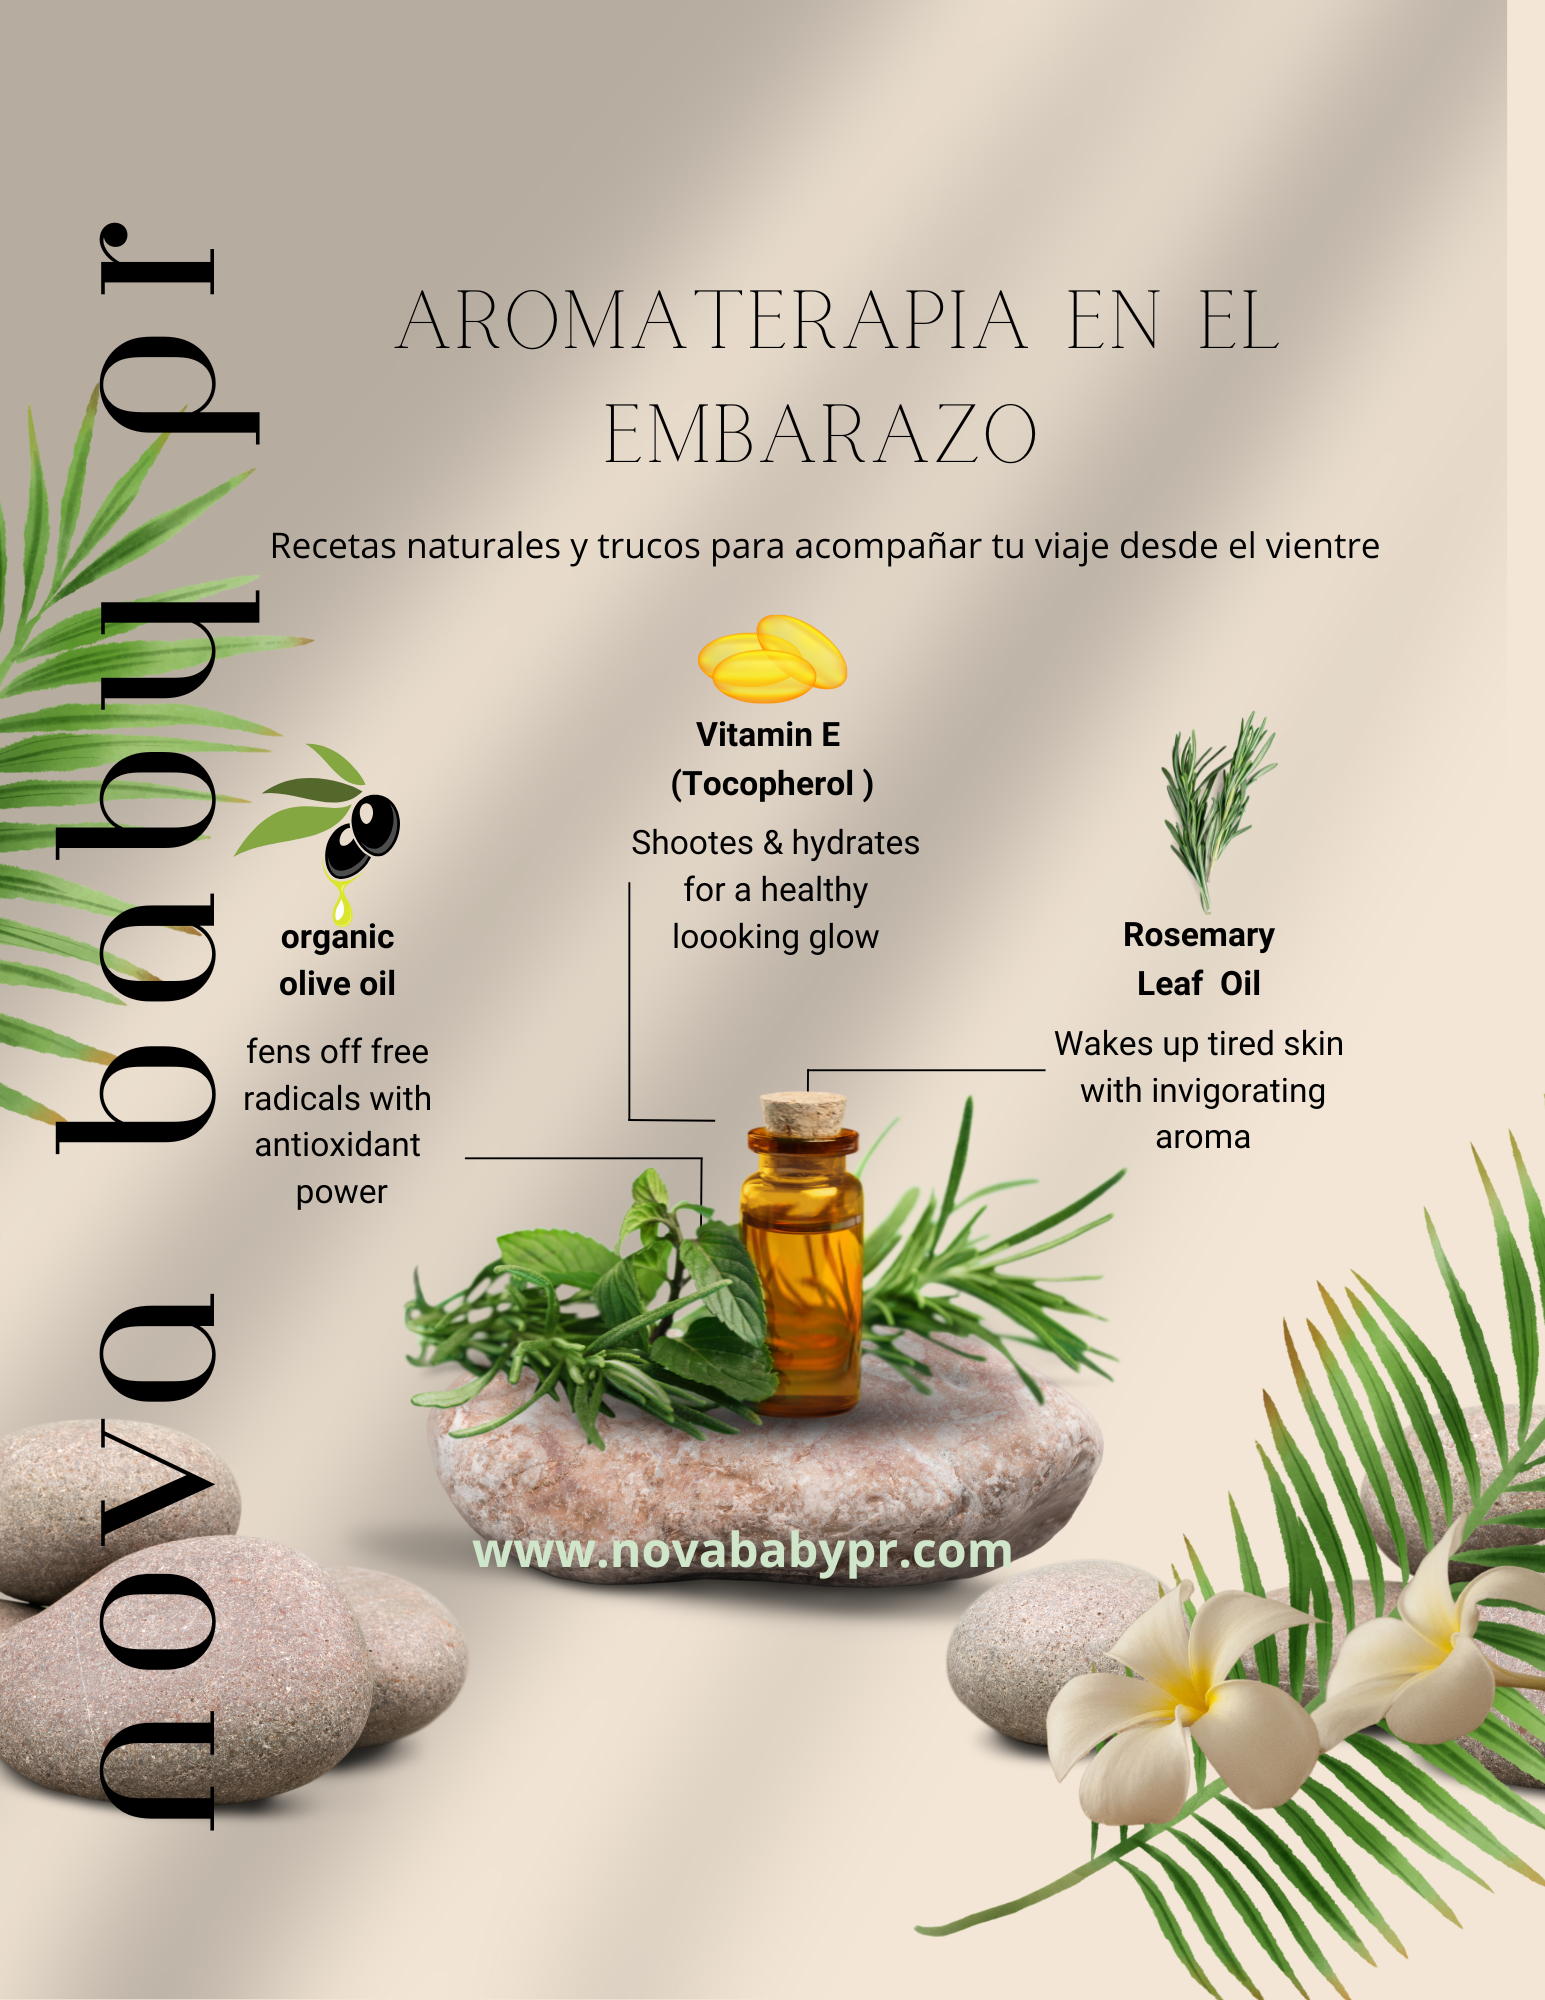 nova baby pr
AROMATERAPIA EN EL
EMBARAZO
Recetas naturales y trucos para acompañar tu viaje desde el vientre
Vitamin E
(Tocopherol )
Shootes & hydrates
for a healthy
loooking glow
organic
olive oil
fens off free
radicals with
antioxidant
power
Rosemary
Leaf Oil
Wakes up tired skin
with invigorating
aroma
www.novababypr.com